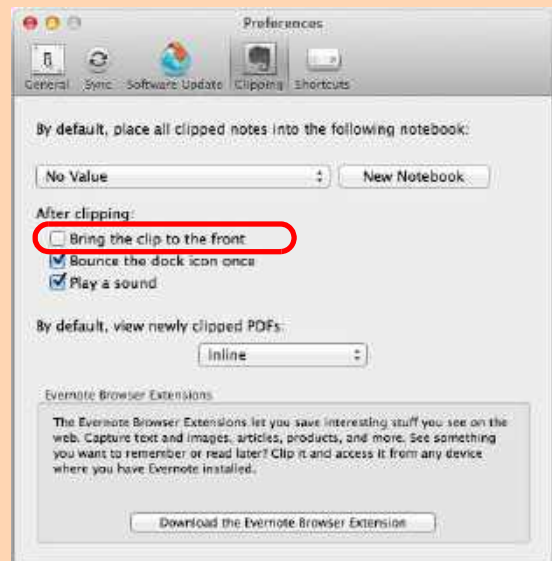 Preferences
General Sync Software Update Clipping Shortcuts
By default, place all clipped notes into the following notebook:
No Value New Notebook
After clipping:
Bring the clip to the front
Bounce the dock icon once
Play a sound
By default, view newly clipped PDFs:
Inline
Evernote Browser Extensions
The Evernote Browser Extensions let you save interesting stuff you see on the
web. Capture text and images, articles, products, and more. See something
you want to remember or read later? Clip it and access it from any device
where you have Evernote installed.
Download the Evernote Browser Extension